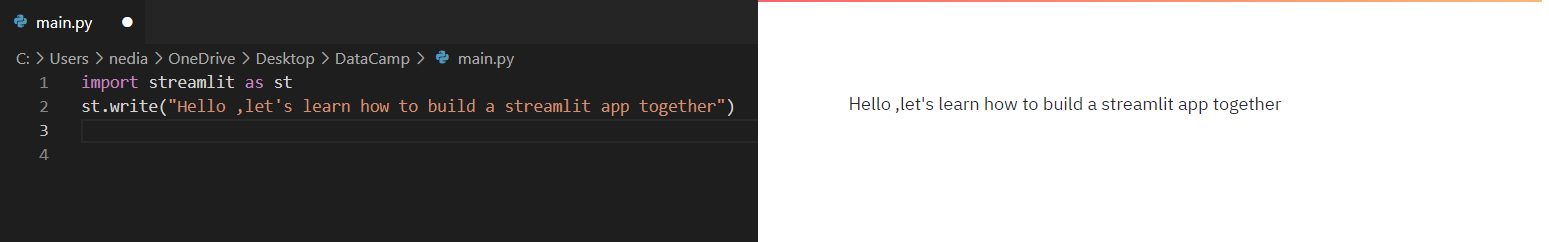 main.py
C: > Users > nedia > OneDrive > Desktop > DataCamp > main.py
1 import streamlit as st
2 st.write("Hello ,let's learn how to build a streamlit app together")
3
4
Hello ,let's learn how to build a streamlit app together